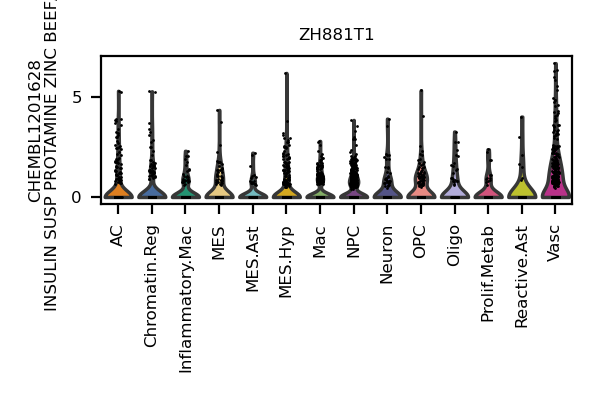 ZH881T1
CHEMBL1201628
INSULIN SUSP PROTAMINE ZINC BEEF
5
0
AC
Chromatin.Reg
Inflammatory.Mac
MES
MES.Ast
MES.Hyp
Mac
NPC
Neuron
OPC
Oligo
Prolif.Metab
Reactive.Ast
Vasc